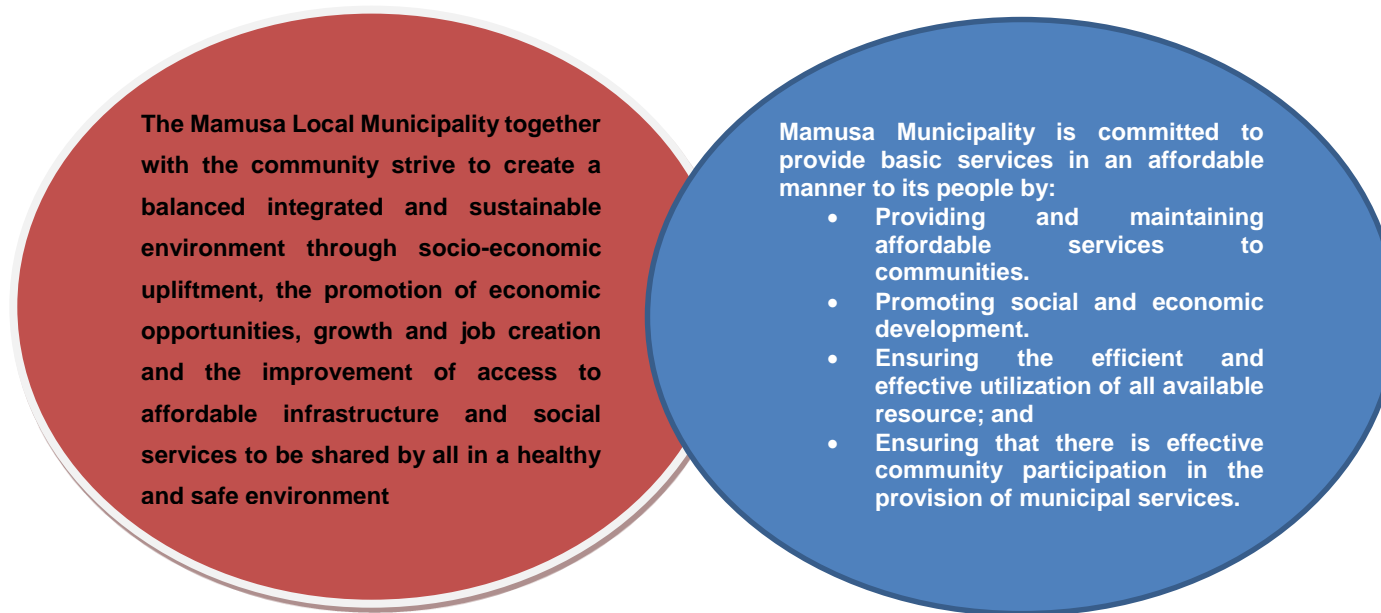 The Mamusa Local Municipality together
with the community strive to create a
balanced integrated and sustainable
environment through socio-economic
upliftment, the promotion of economic
opportunities, growth and job creation
and the improvement of access to
affordable infrastructure and social
services to be shared by all in a healthy
and safe environment
Mamusa Municipality is committed to
provide basic services in an affordable
manner to its people by:
• Providing and maintaining
affordable services to
communities.
• Promoting social and economic
development.
• Ensuring the efficient and
effective utilization of all available
resource; and
• Ensuring that there is effective
community participation in the
provision of municipal services.